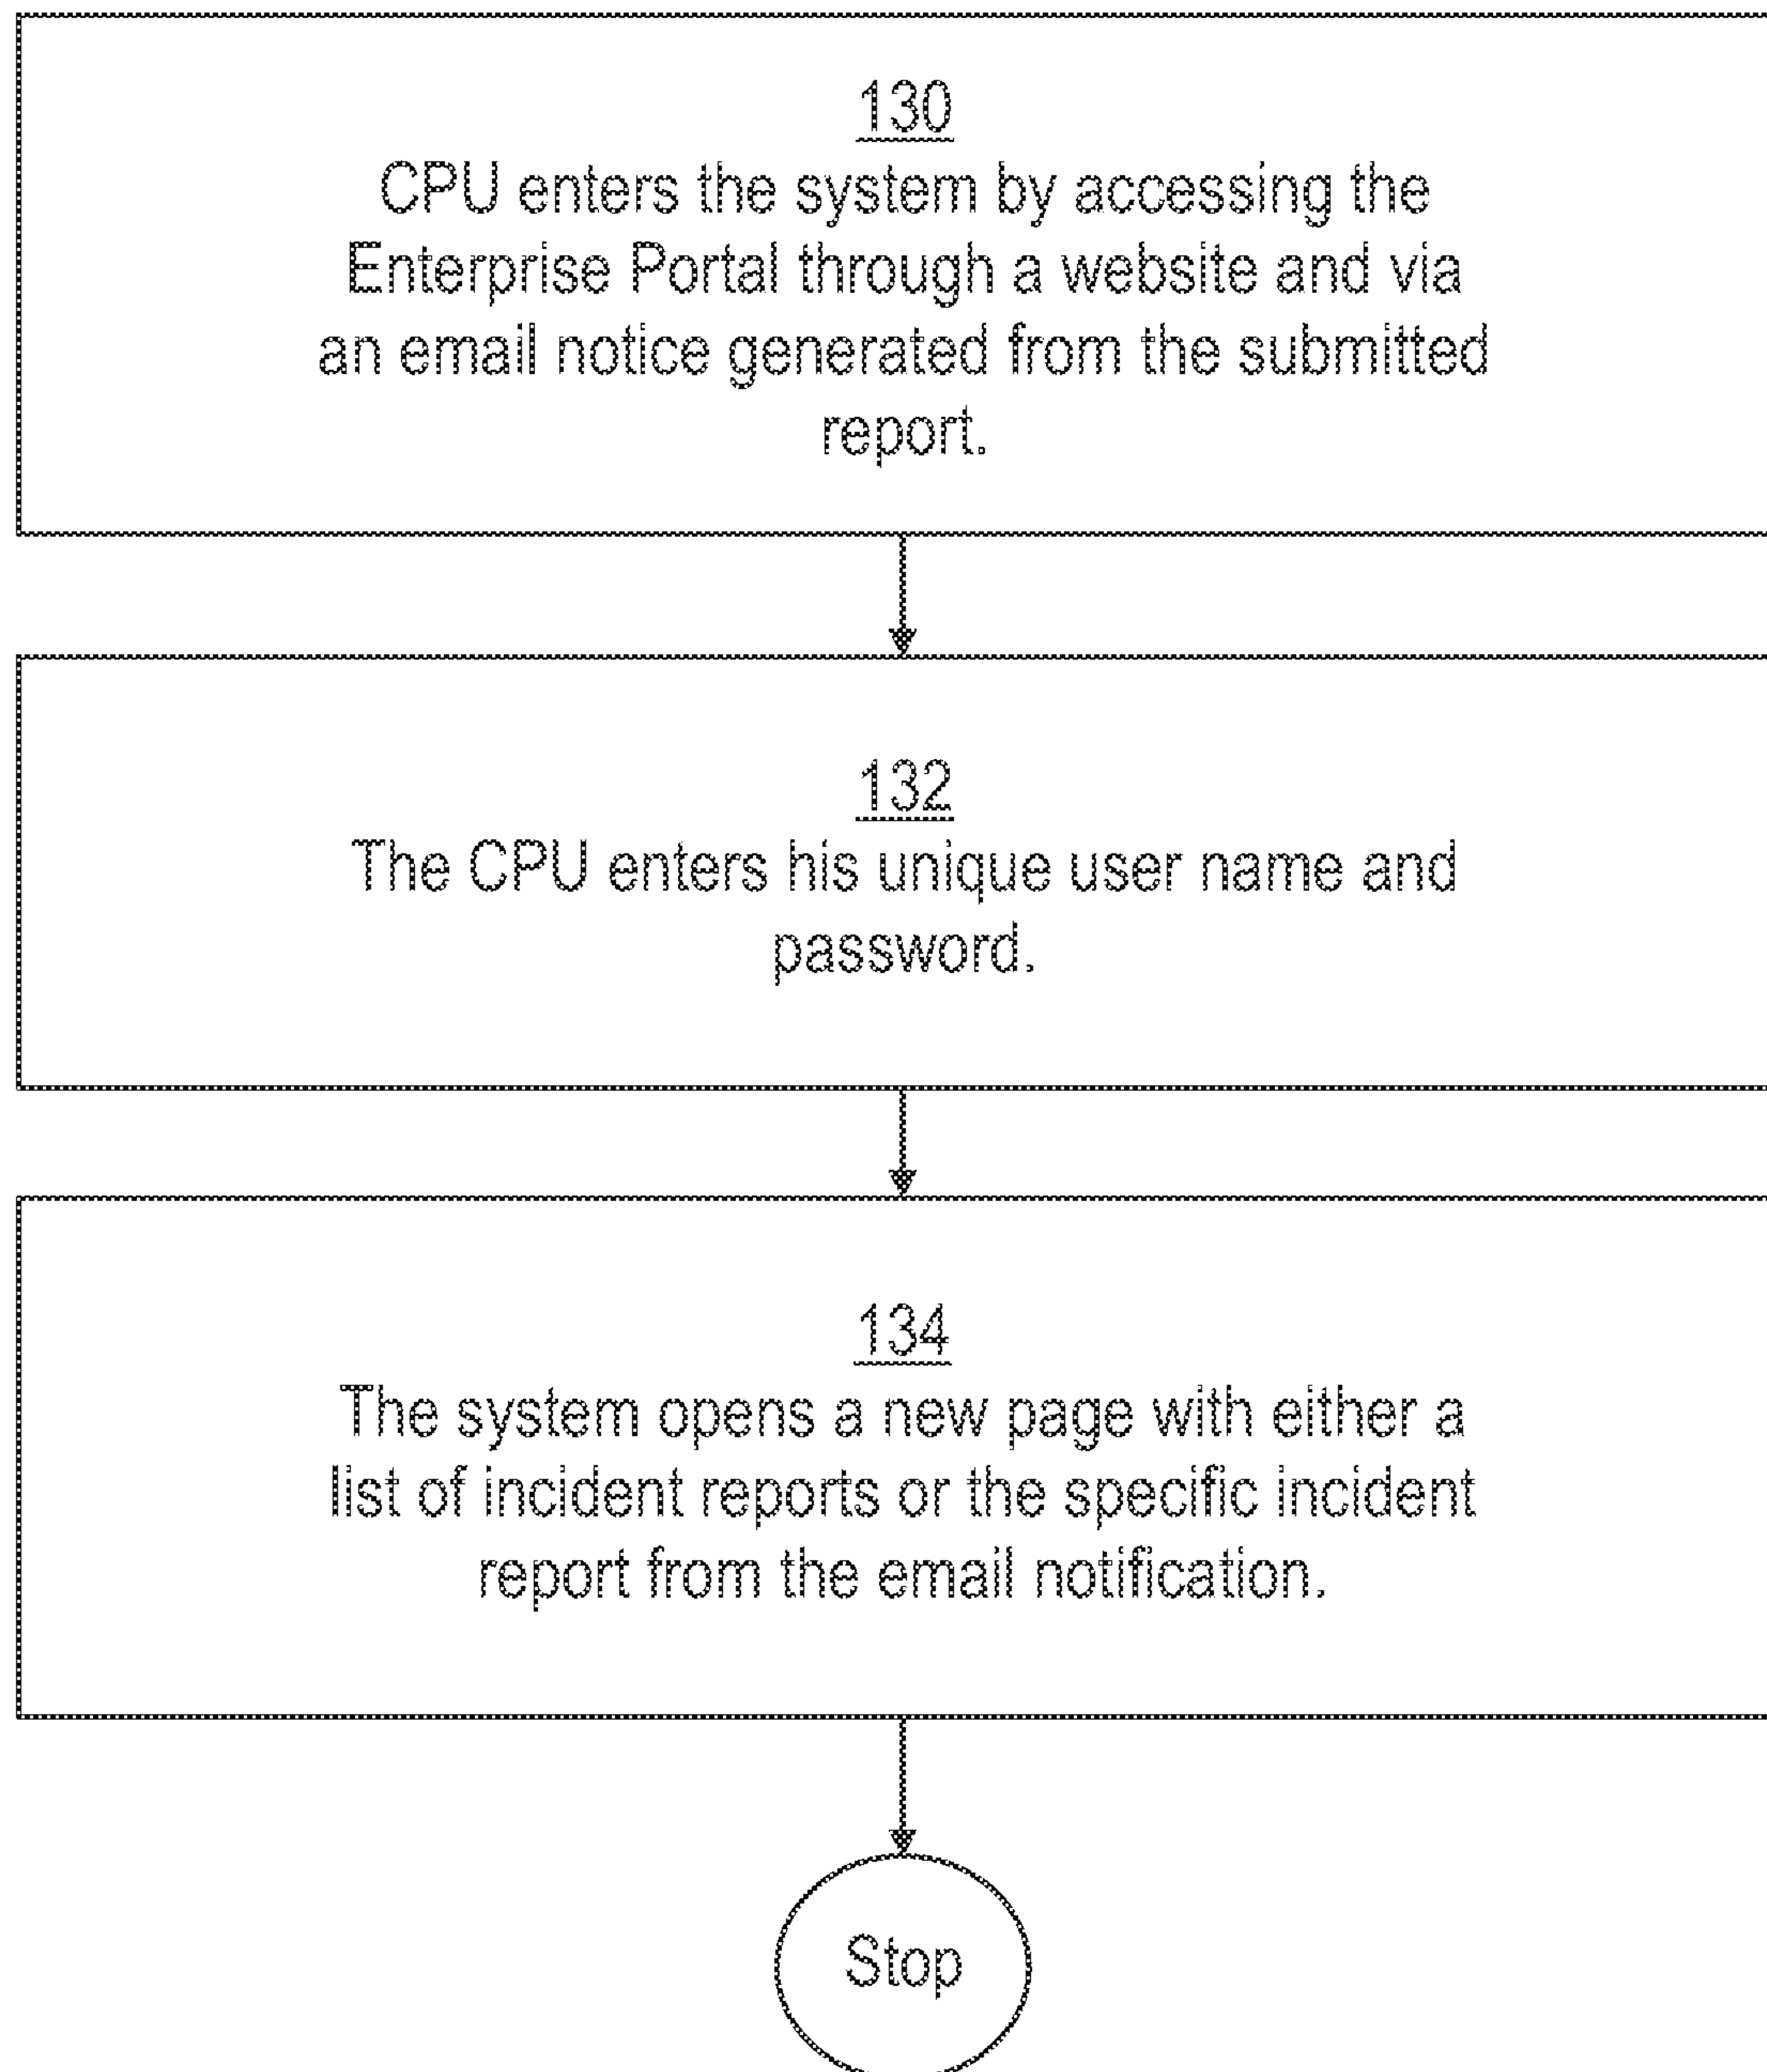 130
CPU enters the system by accessing the
Enterprise Portal through a website and via
an email notice generated from the submitted
report.
132
The CPU enters his unique user name and
password.
134
The system opens a new page with either a
list of incident reports or the specific incident
report from the email notification.
Stop